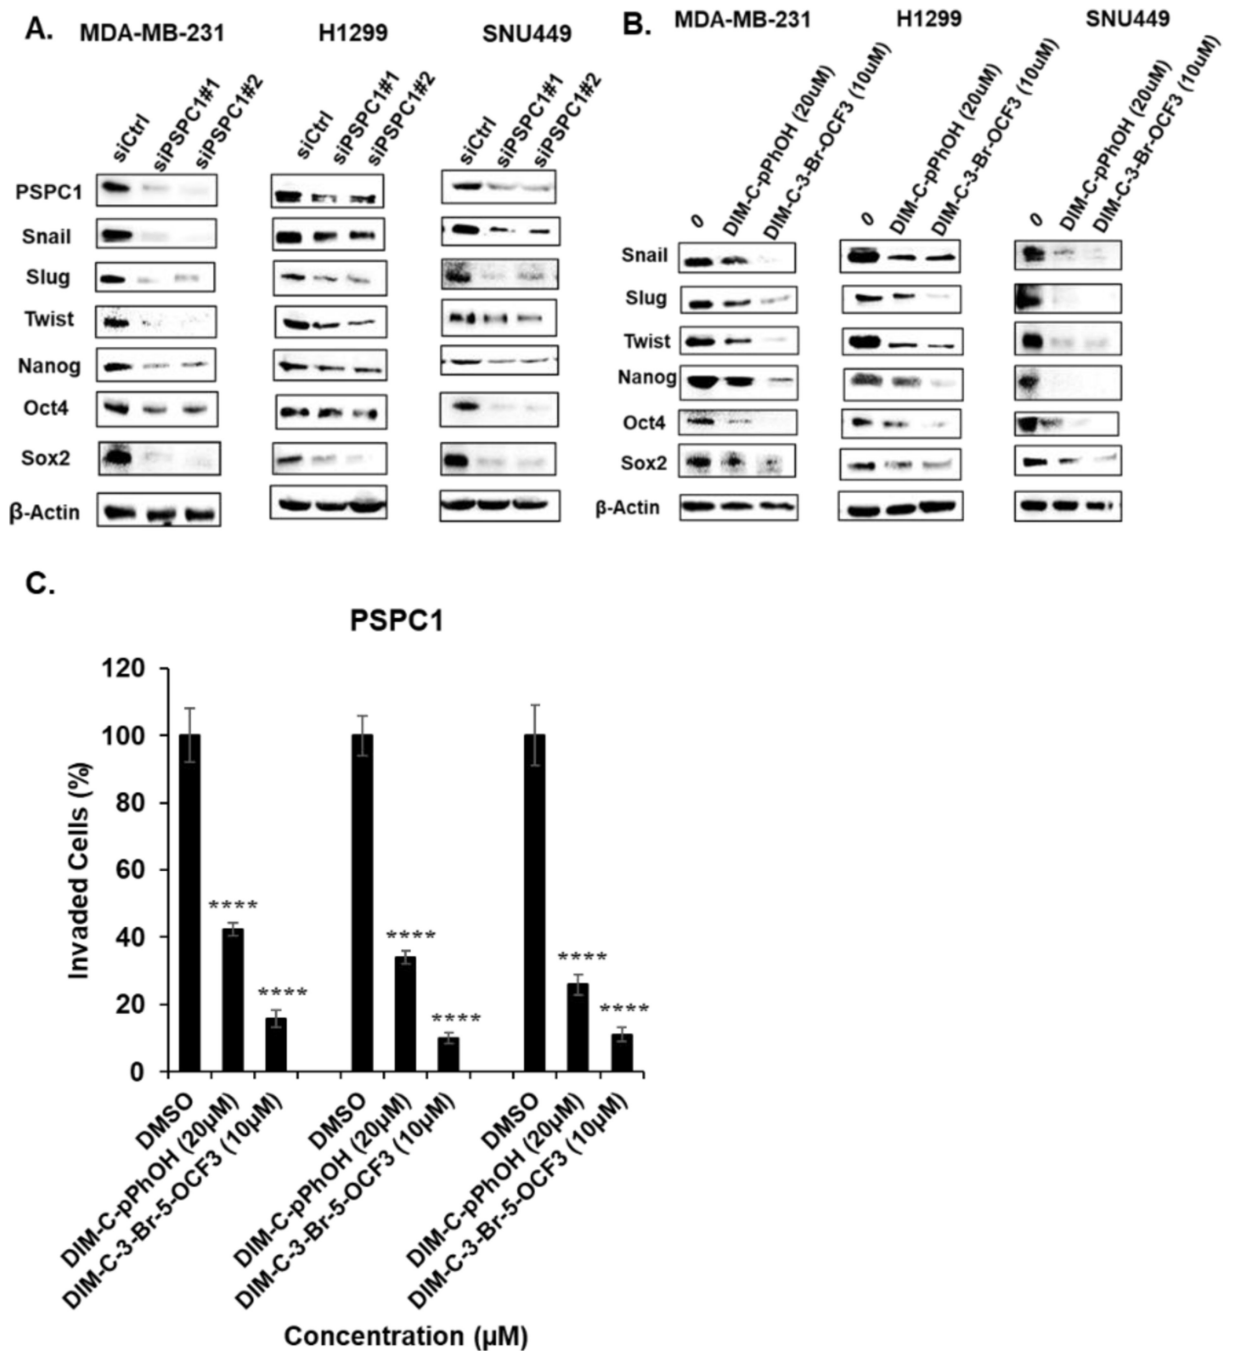 A.
MDA-MB-231 H1299 SNU449
siCtrl siPSPC1#1 siPSPC1#2 siCtrl siPSPC1#1 siPSPC1#2 siCtrl siPSPC1#1 siPSPC1#2
PSPC1
Snail
Slug
Twist
Nanog
Oct4
Sox2
β-Actin
B.
MDA-MB-231 H1299 SNU449
0 DIM-C-pPhOH (20uM) DIM-C-3-Br-OCF3 (10uM) 0 DIM-C-pPhOH (20uM) DIM-C-3-Br-OCF3 (10uM) 0 DIM-C-pPhOH (20uM) DIM-C-3-Br-OCF3 (10uM)
Snail
Slug
Twist
Nanog
Oct4
Sox2
β-Actin
C.
PSPC1
Invaded Cells (%)
120
100
80
60
40
20
0
**** **** **** **** **** ****
DMSO DIM-C-pPhOH (20μM) DIM-C-3-Br-5-OCF3 (10μM) DMSO DIM-C-pPhOH (20μM) DIM-C-3-Br-5-OCF3 (10μM) DMSO DIM-C-pPhOH (20μM) DIM-C-3-Br-5-OCF3 (10μM)
Concentration (μM)